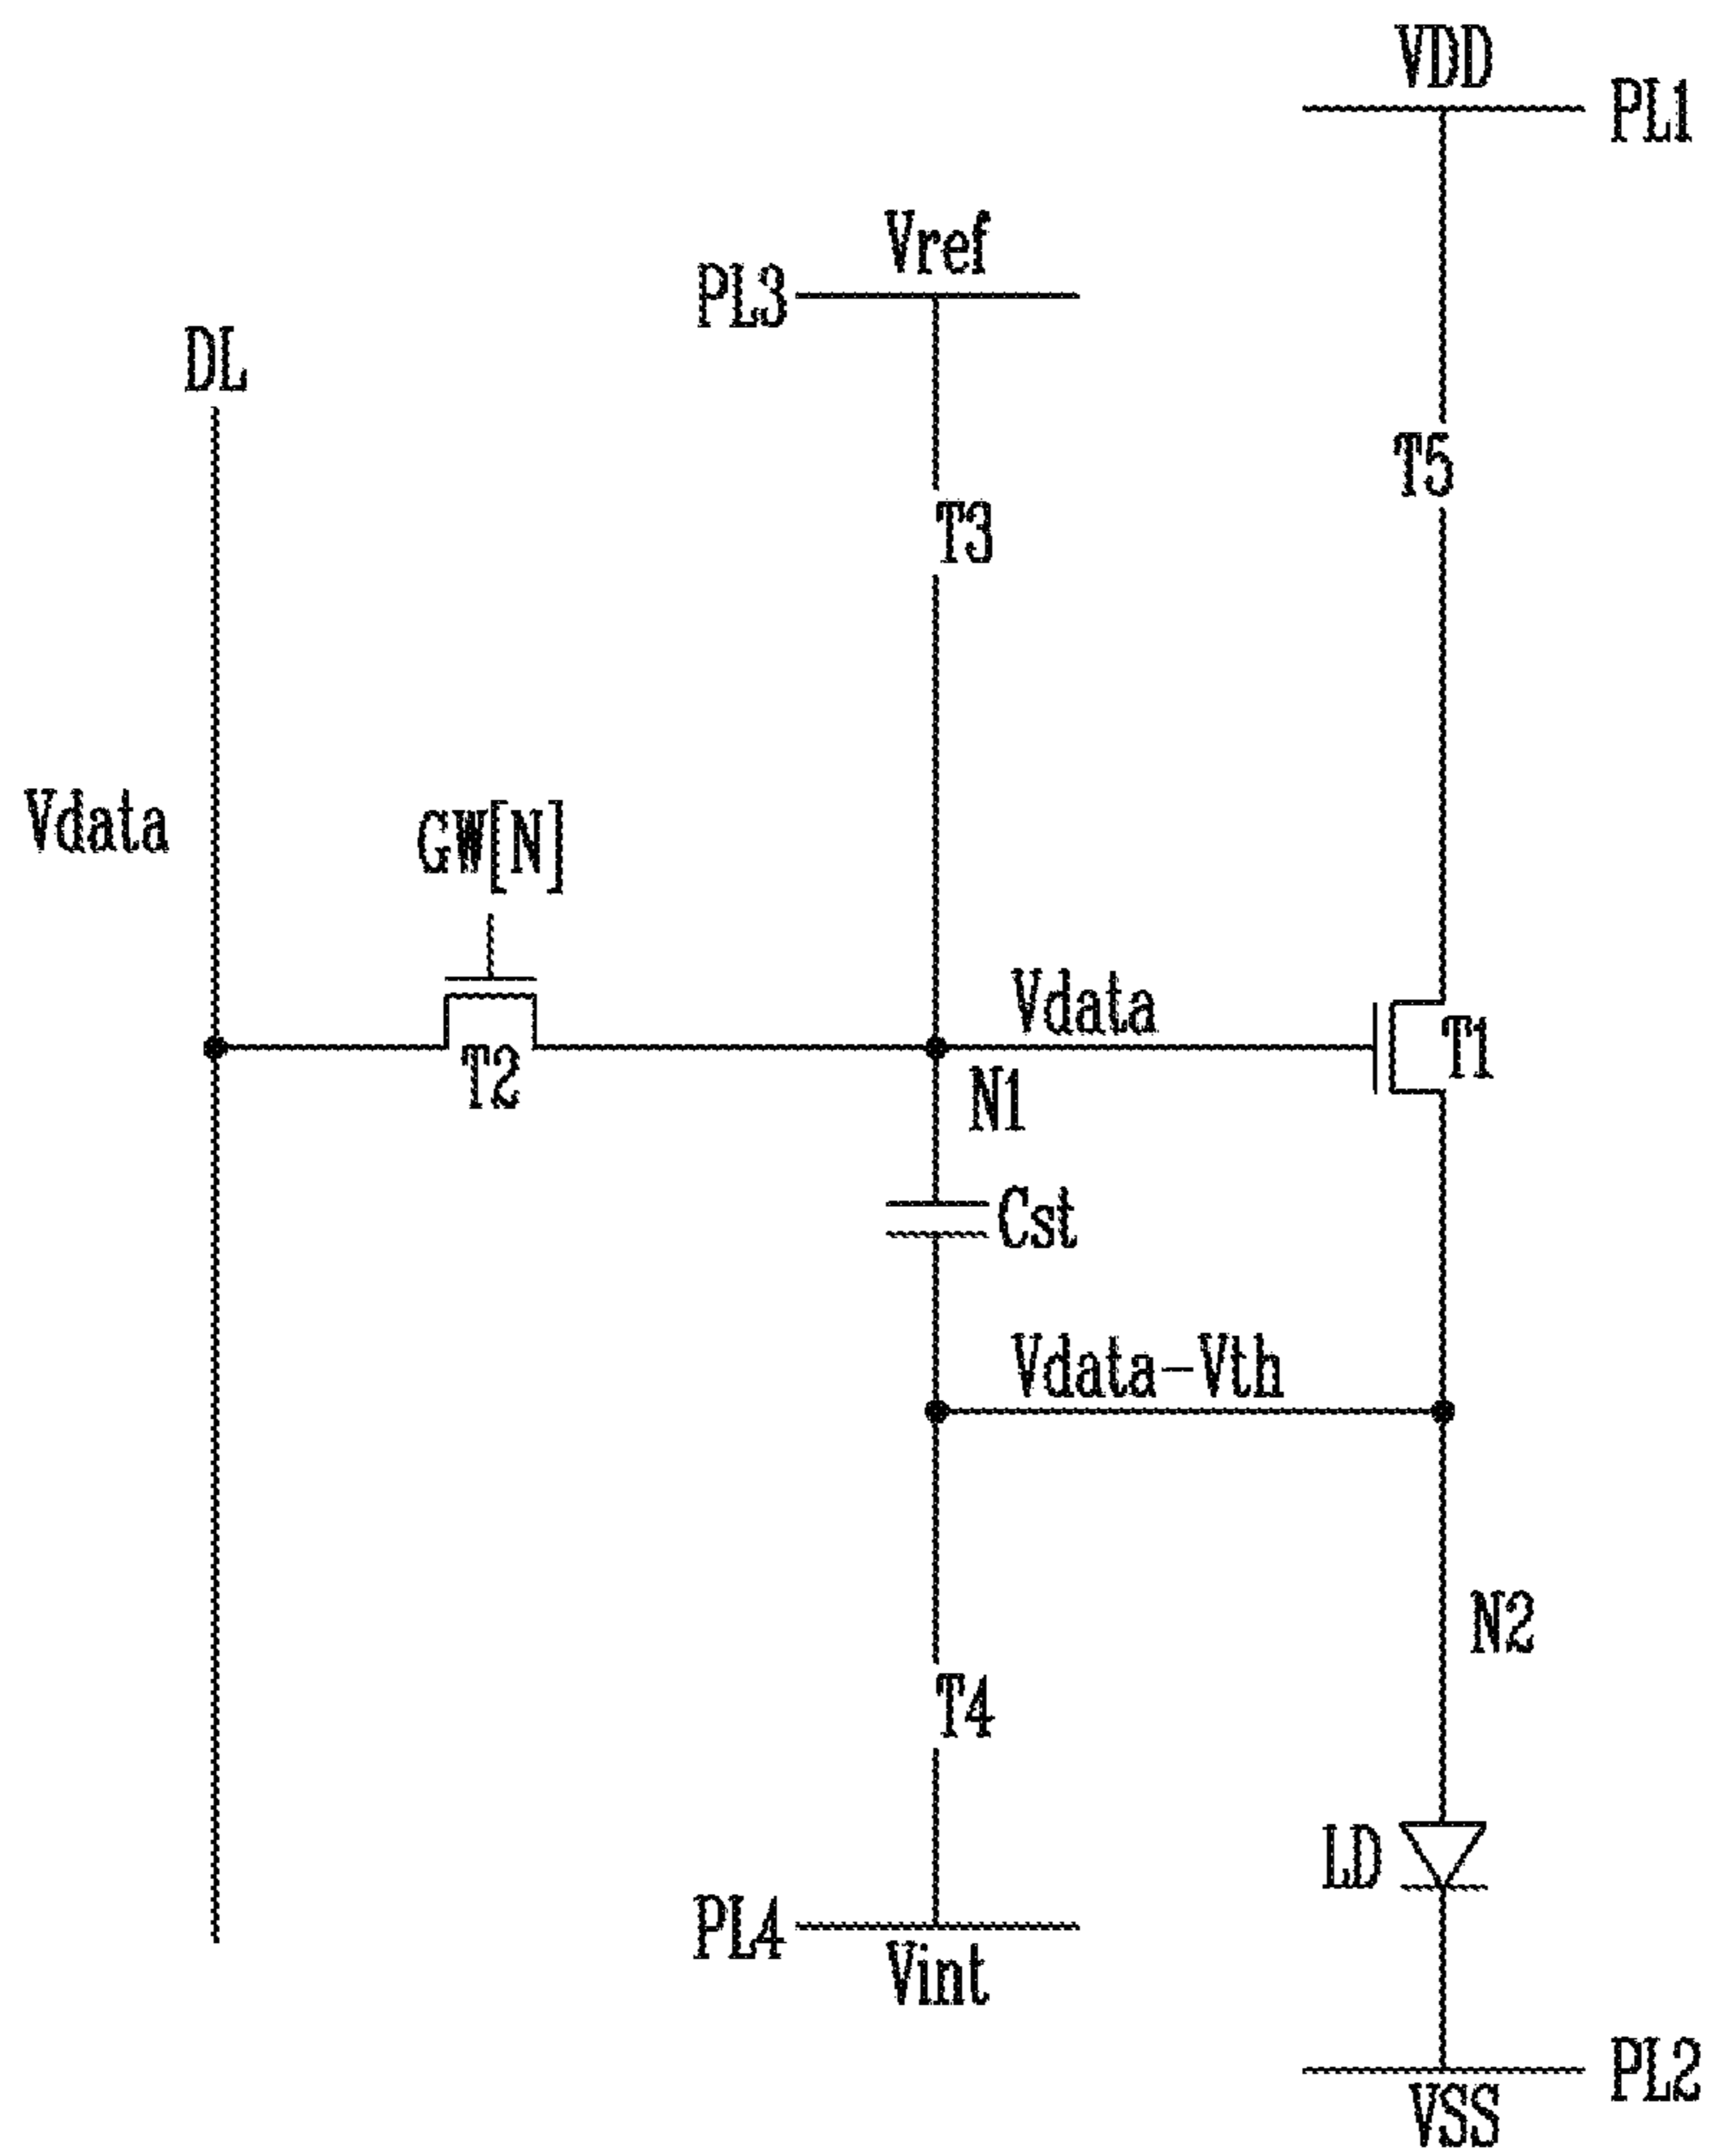 VDD
PL1
Vref
PL3
DL
T5
T3
Vdata
GW[N]
Vdata
T1
T2
N1
Cst
Vdata-Vth
N2
T4
LD
PL4
Vint
PL2
VSS